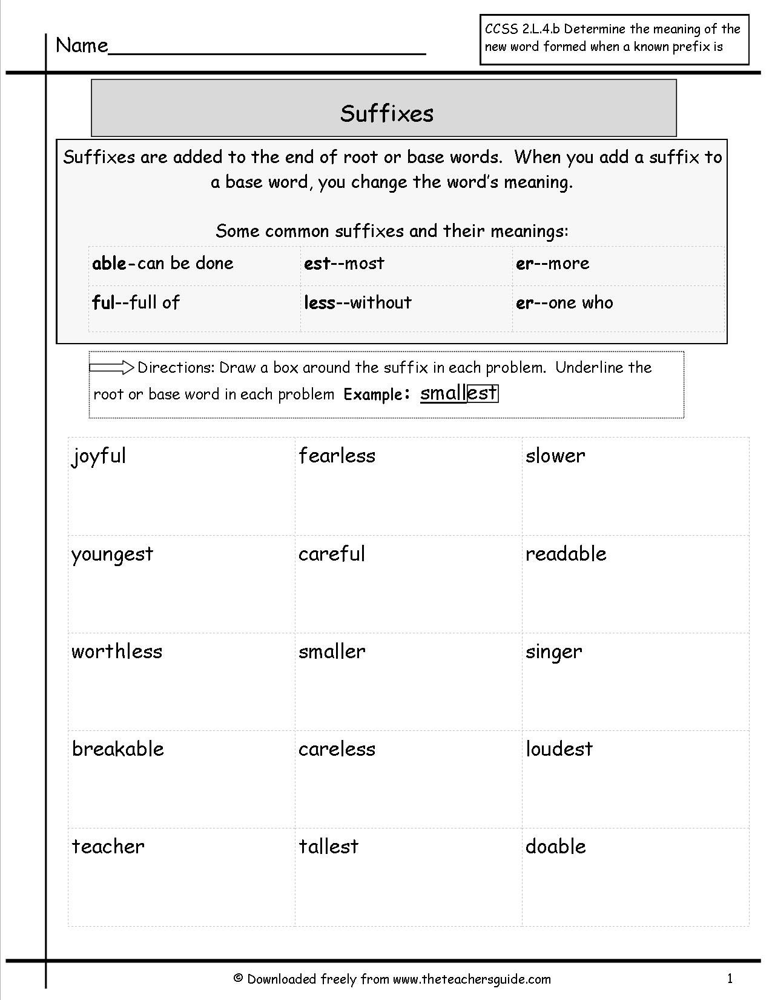 CCSS 2.L.4.b Determine the meaning of the
new word formed when a known prefix is
Name
Suffixes
Suffixes are added to the end of root or base words. When you add a suffix to
a base word, you change the word's meaning.
Some common suffixes and their meanings:
able-can be done est--most er--more
ful--full of less--without er--one who
Directions: Draw a box around the suffix in each problem. Underline the
root or base word in each problem Example: smallest
joyful fearless slower
youngest careful readable
worthless smaller singer
breakable careless loudest
teacher tallest doable
© Downloaded freely from www.theteachersguide.com 1